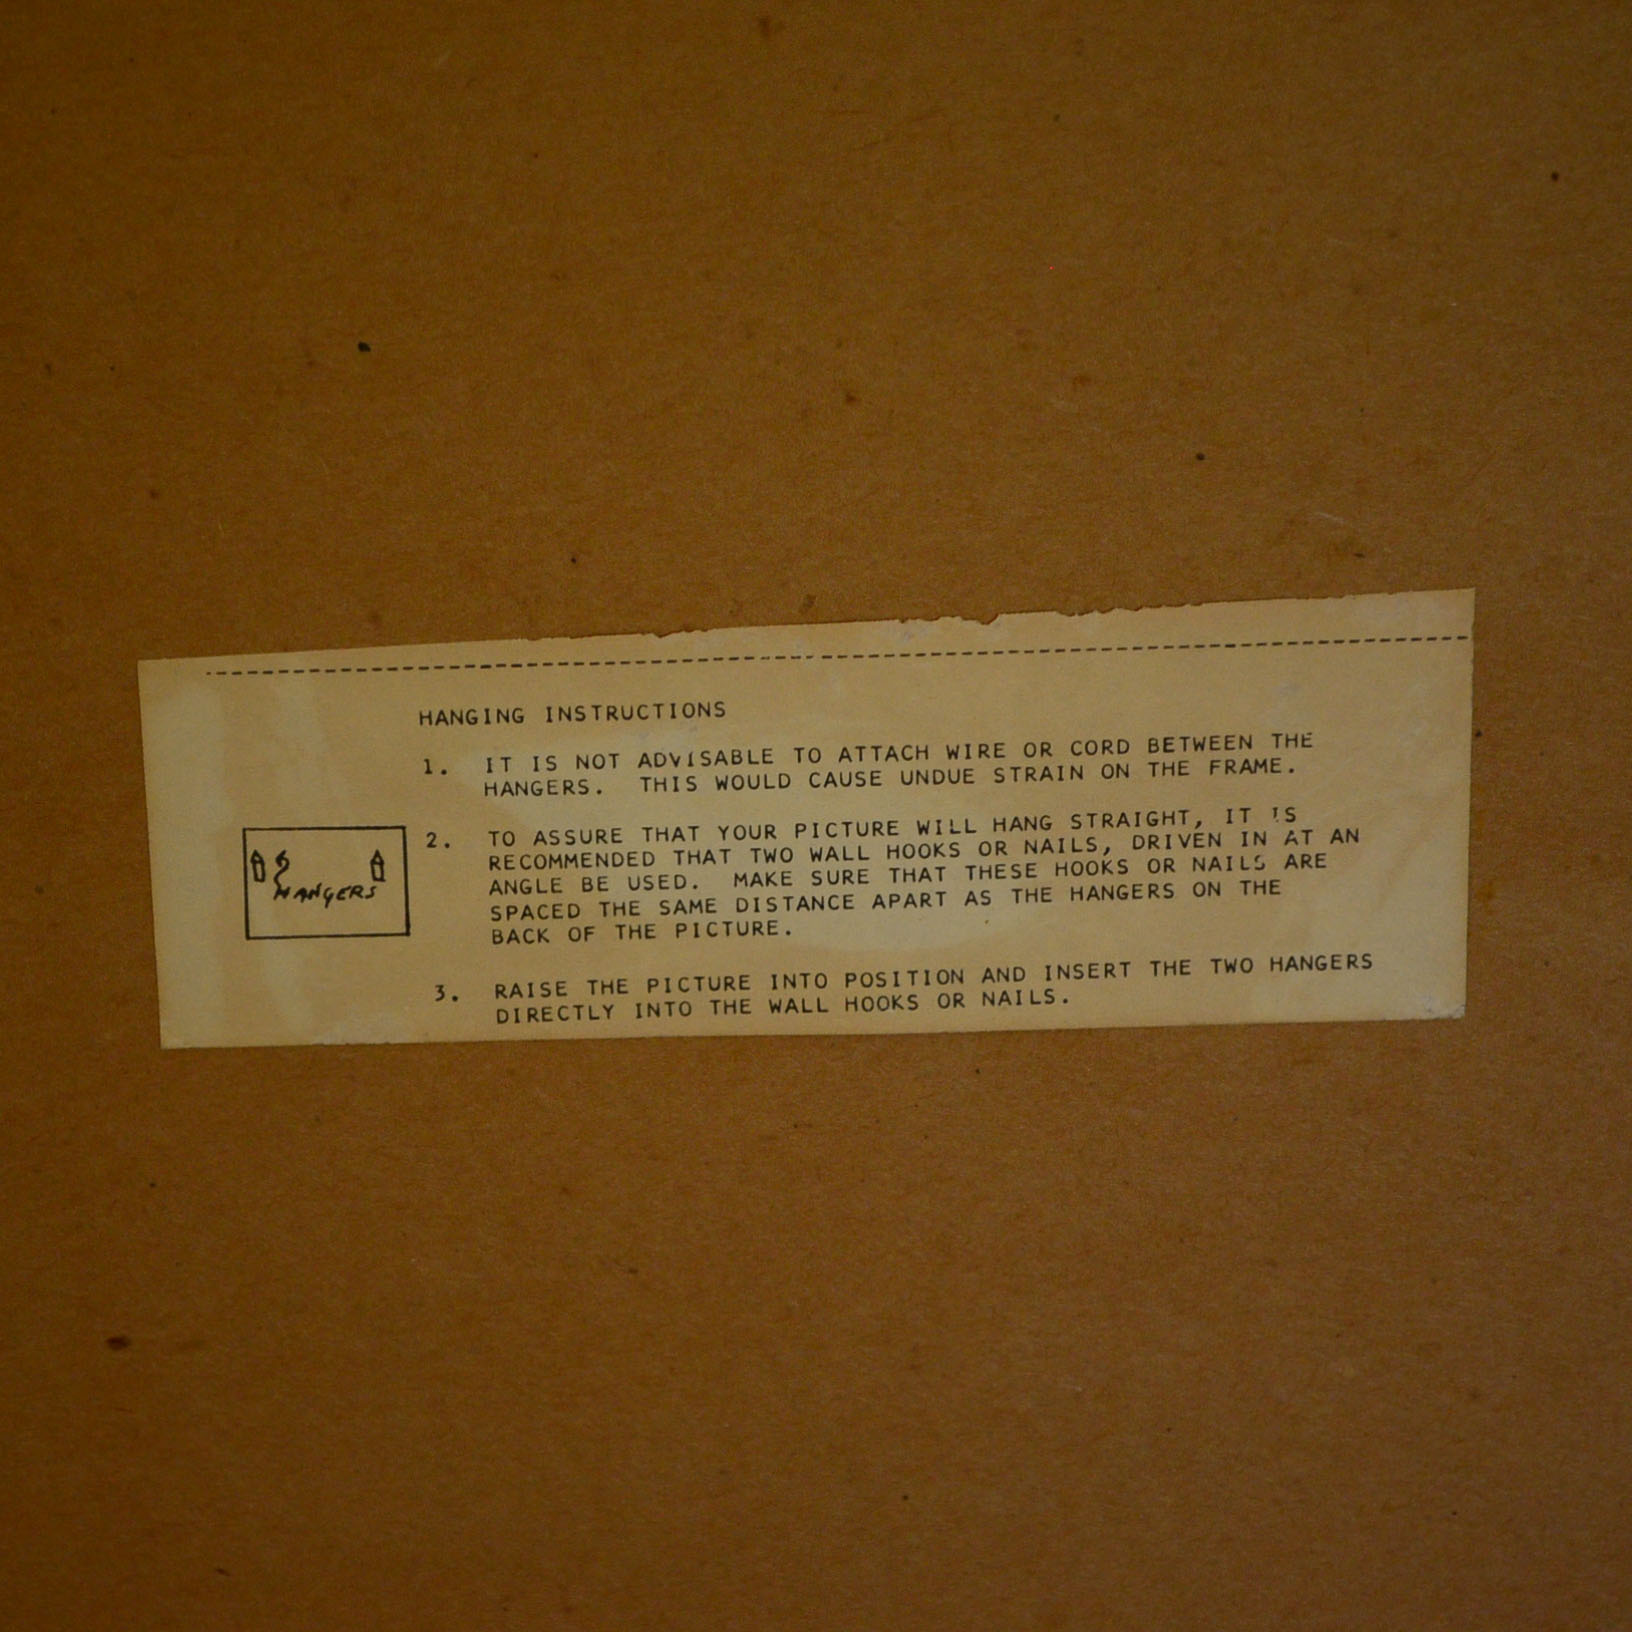 HANGING INSTRUCTIONS
1. IT IS NOT ADVISABLE TO ATTACH WIRE OR CORD BETWEEN THE
HANGERS. THIS WOULD CAUSE UNDUE STRAIN ON THE FRAME.
2. TO ASSURE THAT YOUR PICTURE WILL HANG STRAIGHT, IT IS
RECOMMENDED THAT TWO WALL HOOKS OR NAILS, DRIVEN IN AT AN
ANGLE BE USED. MAKE SURE THAT THESE HOOKS OR NAILS ARE
SPACED THE SAME DISTANCE APART AS THE HANGERS ON THE
BACK OF THE PICTURE.
HANGERS
3. RAISE THE PICTURE INTO POSITION AND INSERT THE TWO HANGERS
DIRECTLY INTO THE WALL HOOKS OR NAILS.